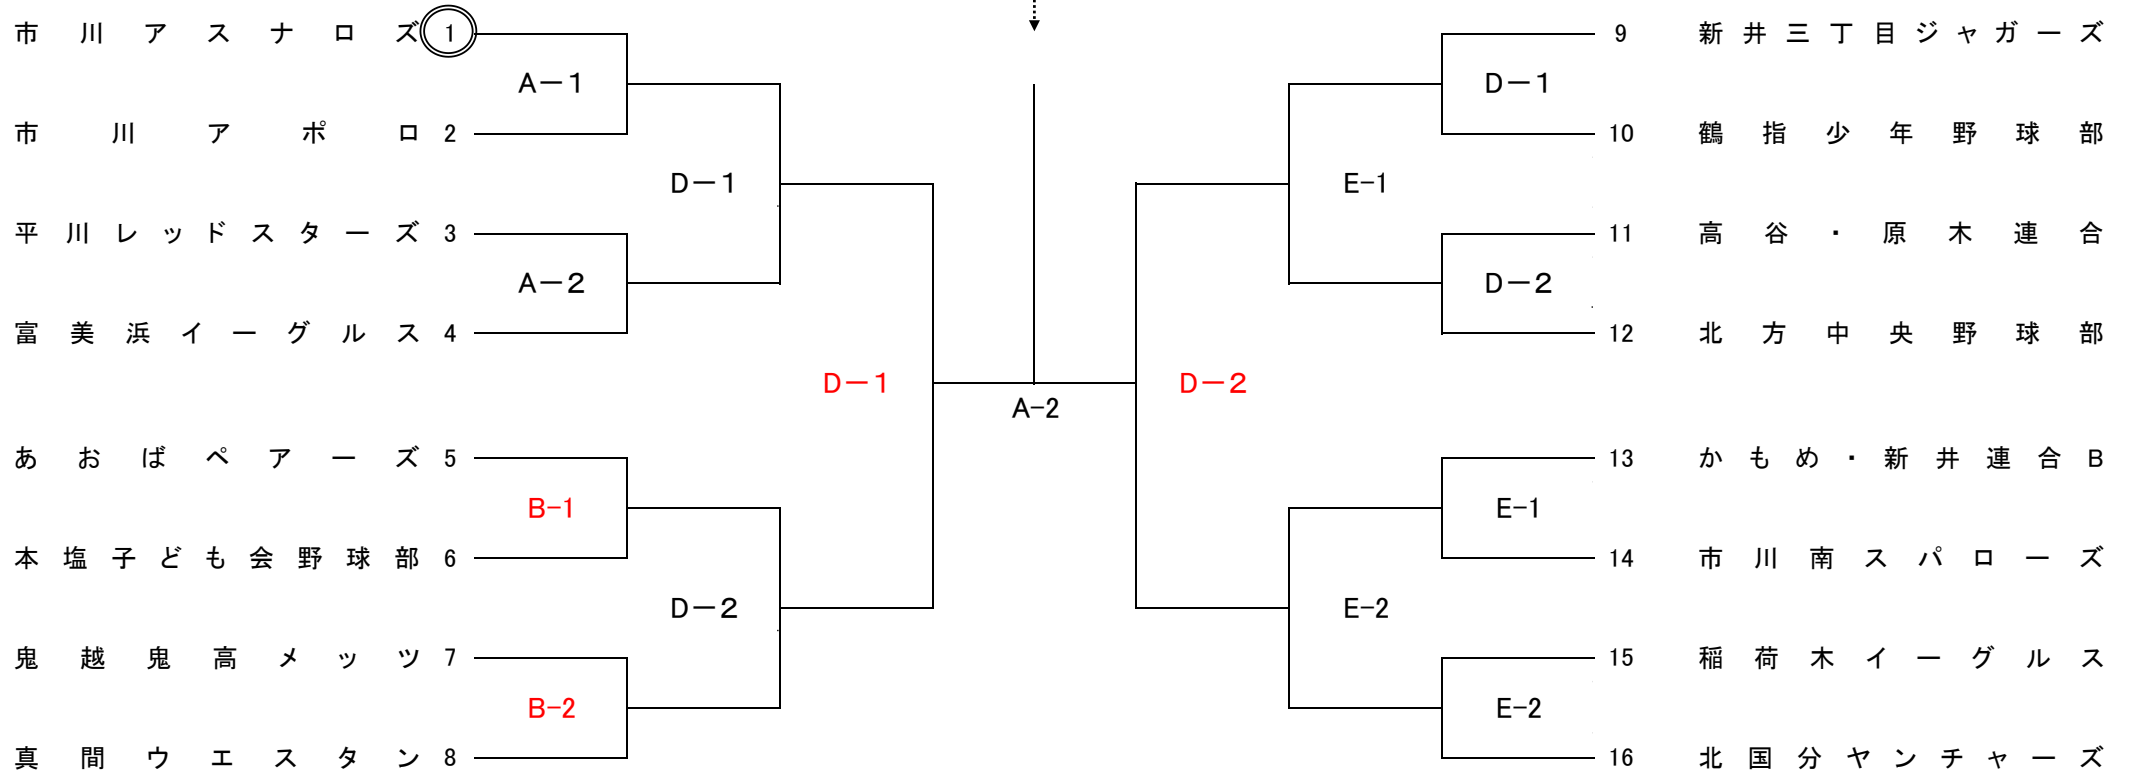 市川アスナロズ 1 9 新井三丁目ジャガーズ
A－1 D－1
市川アポロ 2 10 鶴指少年野球部
D－1 E-1
平川レッドスターズ 3 11 高谷・原木連合
A－2 D－2
富美浜イーグルス 4 12 北方中央野球部
D－1 D－2
A-2
あおばペアーズ 5 13 かもめ・新井連合B
B-1 E-1
本塩子ども会野球部 6 14 市川南スパローズ
D－2 E-2
鬼越鬼高メッツ 7 15 稲荷木イーグルス
B-2 E-2
真間ウエスタン 8 16 北国分ヤンチャーズ